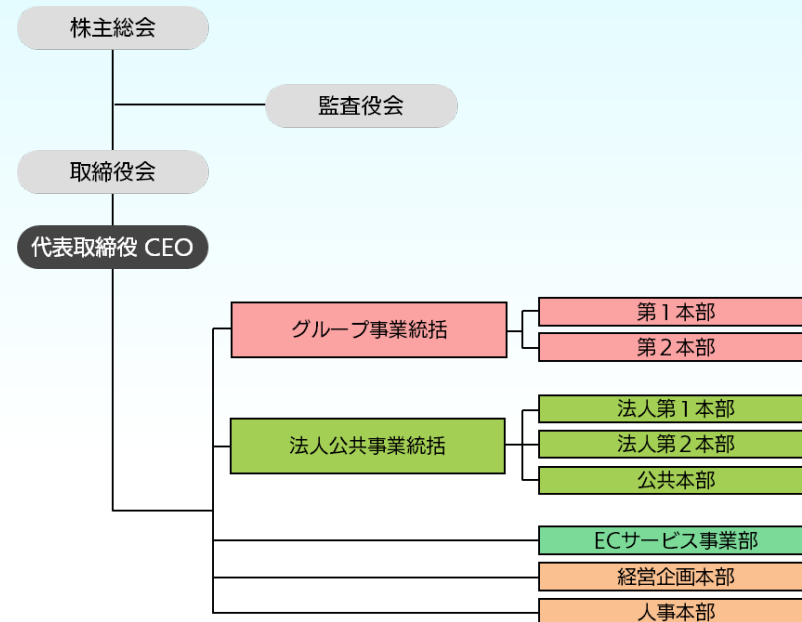 株主総会
監査役会
取締役会
代表取締役 CEO
グループ事業統括
第１本部
第２本部
法人公共事業統括
法人第１本部
法人第２本部
公共本部
ECサービス事業部
経営企画本部
人事本部